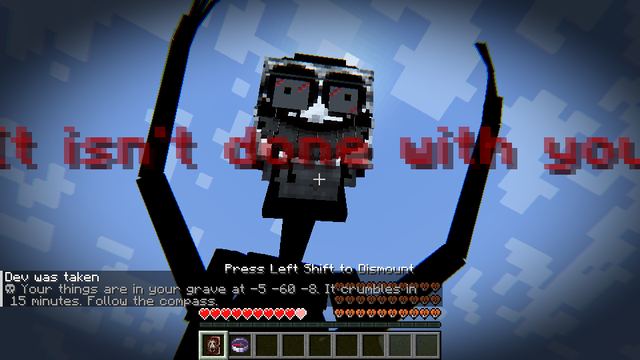 It isn't done with you
Press Left Shift to Dismount
Dev was taken
☠ Your things are in your grave at -5 -60 -8. It crumbles in
15 minutes. Follow the compass.